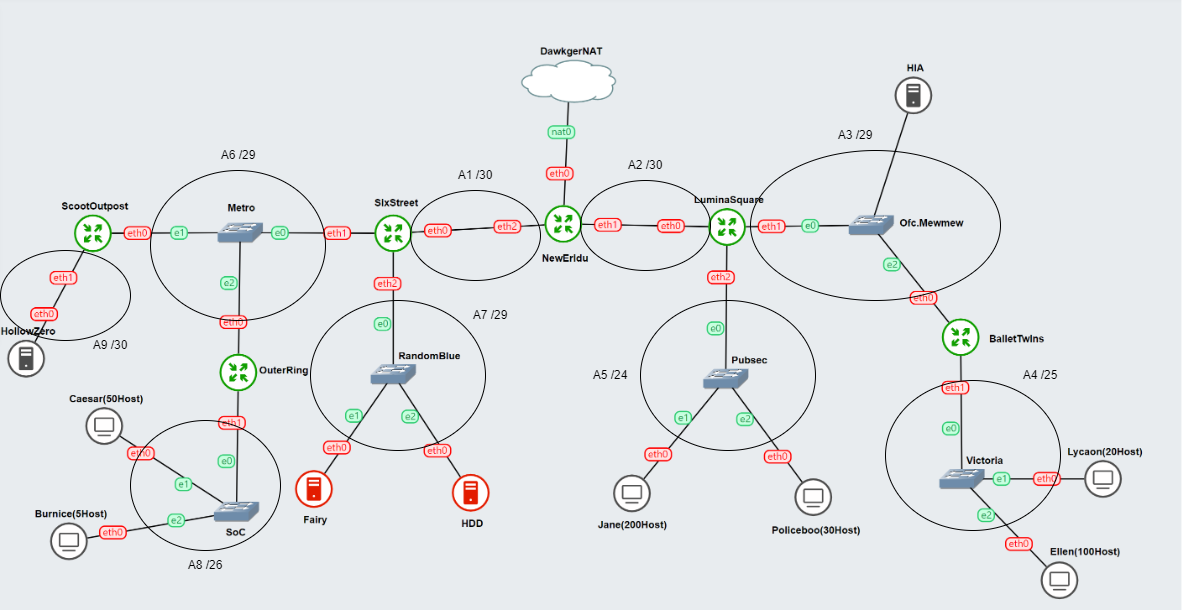 DawkgerNAT
HIA
nat0
A3 /29
A6 /29
A2 /30
A1 /30
eth0
ScootOutpost
Metro
SIxStreet
LuminaSquare
eth0
e1
e0
eth1
eth0
eth2
eth1
eth0
eth1
e0
Ofc.Mewmew
NewErIdu
e2
eth1
eth2
eth2
e2
eth0
eth0
eth0
e0
e0
HollowZero
A9 /30
A7 /29
BalletTwIns
RandomBlue
Pubsec
OuterRing
A5 /24
A4 /25
eth1
Caesar(50Host)
e1
e2
e1
e2
eth1
e0
eth0
e0
eth0
eth0
eth0
eth0
Lycaon(20Host)
Victoria
e1
eth0
e1
Burnice(5Host)
e2
eth0
SoC
Fairy
HDD
Jane(200Host)
Policeboo(30Host)
e2
eth0
Ellen(100Host)
A8 /26